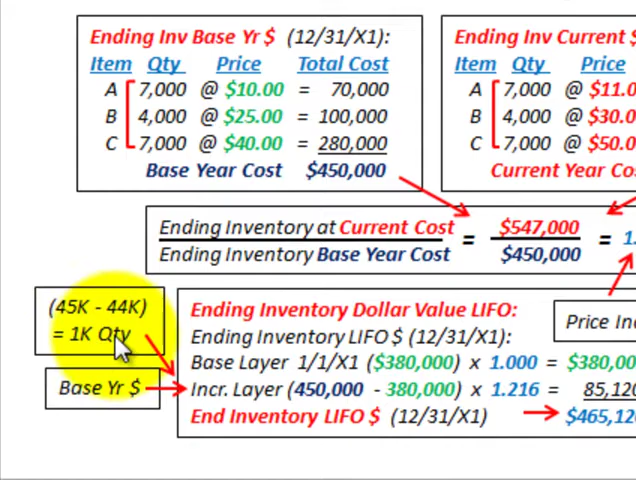 Ending Inv Base Yr $ (12/31/X1):
Item Qty Price Total Cost
A 7,000 @ $10.00 = 70,000
B 4,000 @ $25.00 = 100,000
C 7,000 @ $40.00 = 280,000
Base Year Cost $450,000
Ending Inv Current $
Item Qty Price
A 7,000 @ $11.0
B 4,000 @ $30.0
C 7,000 @ $50.0
Current Year Co
Ending Inventory at Current Cost = $547,000 = 1.
Ending Inventory Base Year Cost $450,000
(45K - 44K)
= 1K Qty
Base Yr $
Price In
Ending Inventory Dollar Value LIFO:
Ending Inventory LIFO $ (12/31/X1):
Base Layer 1/1/X1 ($380,000) x 1.000 = $380,0
Incr. Layer (450,000 - 380,000) x 1.216 = 85,120
End Inventory LIFO $ (12/31/X1) $465,120